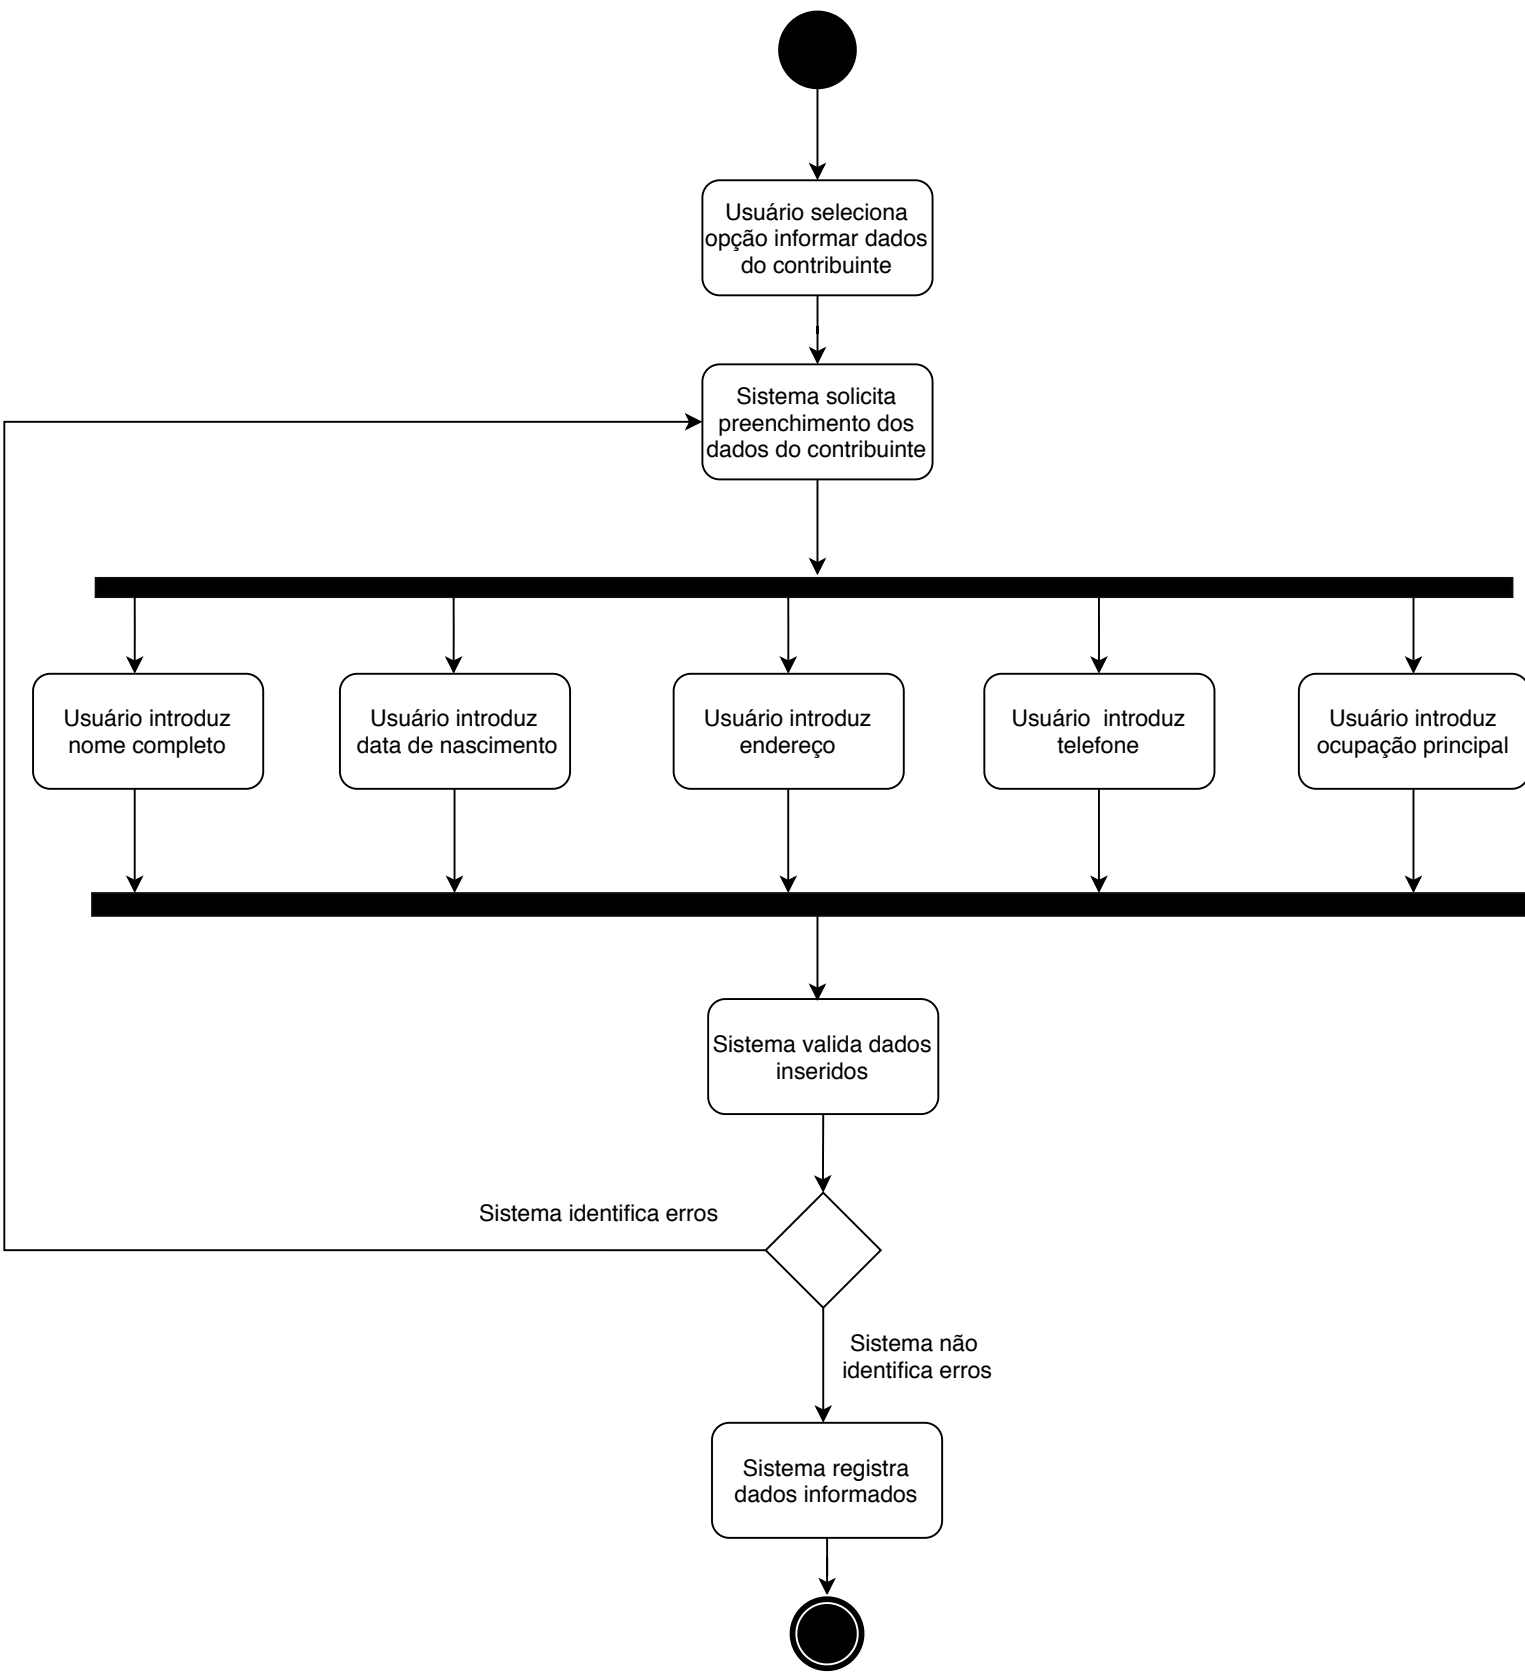 Usuário seleciona
opção informar dados
do contribuinte
Sistema solicita
preenchimento dos
dados do contribuinte
Usuário introduz
nome completo
Usuário introduz
data de nascimento
Usuário introduz
endereço
Usuário  introduz
telefone
Usuário introduz
ocupação principal
Sistema valida dados
inseridos
Sistema identifica erros
Sistema não
identifica erros
Sistema registra
dados informados